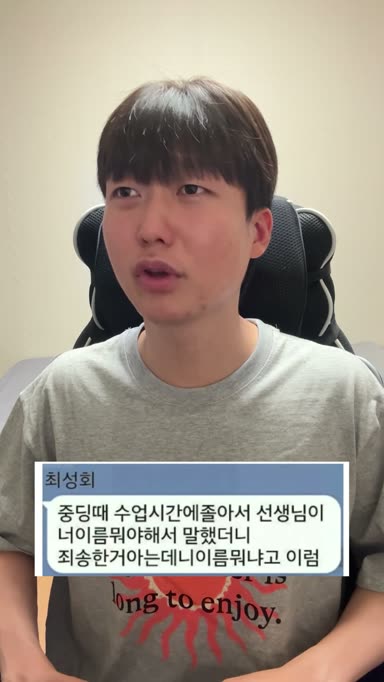 최성회
중딩때 수업시간에졸아서 선생님이
너이름뭐야해서 말했더니
죄송한거아는데니이름뭐냐고 이럼
is
long to enjoy.